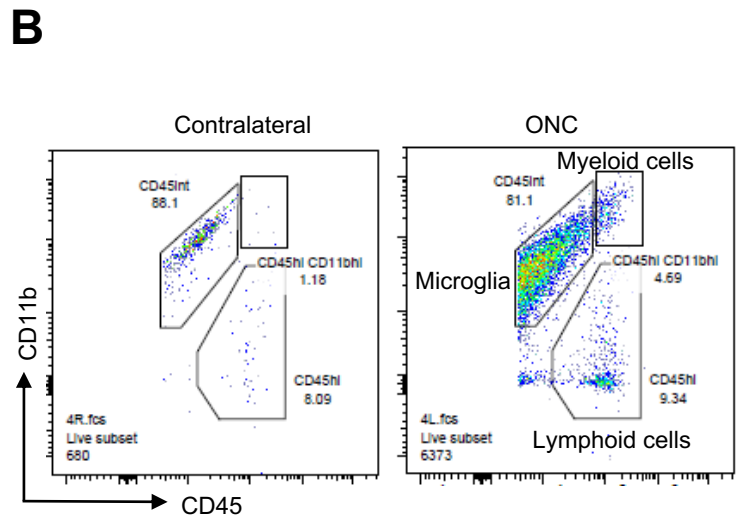 B
Contralateral
ONC
CD45int
88.1
CD45hi CD11bhi
1.18
CD45hi
8.09
4R.fcs
Live subset
680
Myeloid cells
CD45int
81.1
Microglia
CD45hi CD11bhi
4.69
CD45hi
9.34
4L.fcs
Live subset
6373
Lymphoid cells
CD11b
CD45